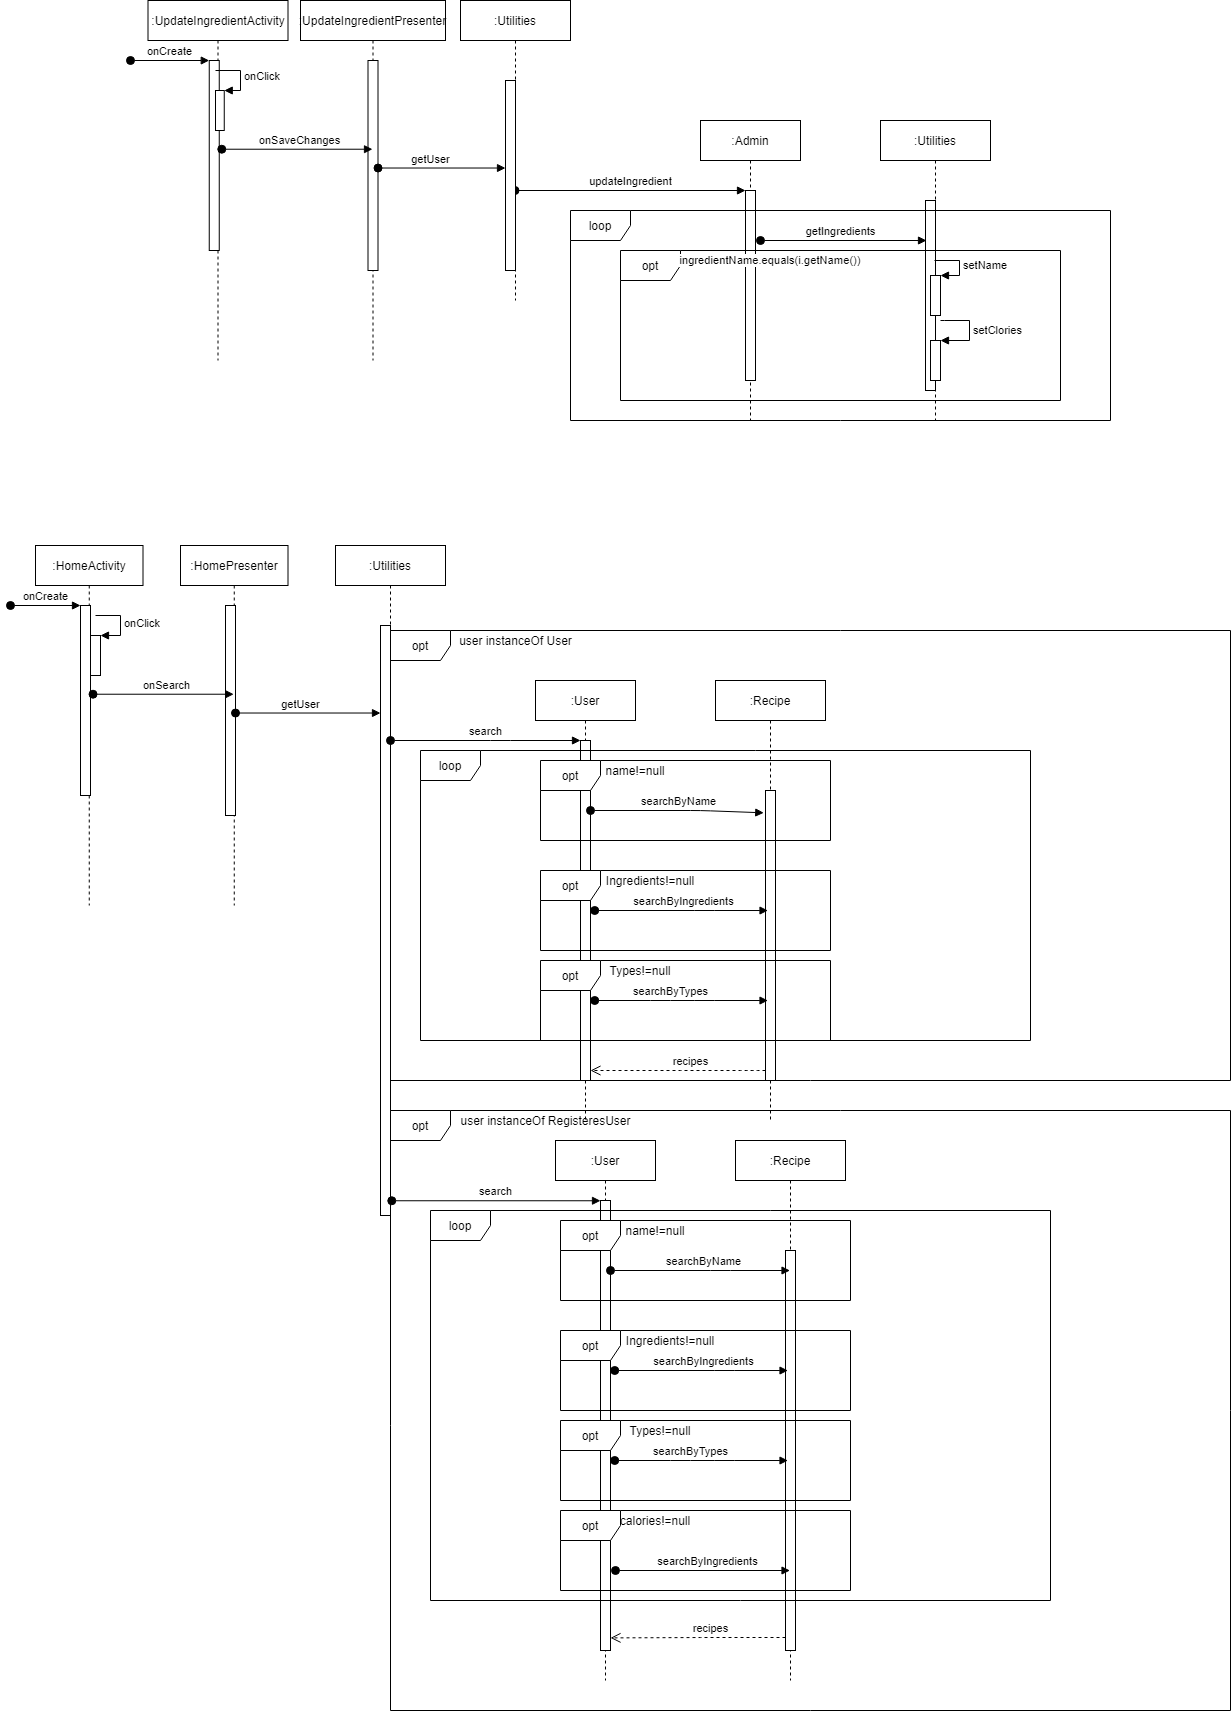 :UpdateIngredientActivity
UpdateIngredientPresenter
:Utilities
onCreate
onClick
onSaveChanges
getUser
:Admin
:Utilities
updateIngredient
loop
getIngredients
opt
ingredientName.equals(i.getName())
setName
setClories
:HomeActivity
:HomePresenter
:Utilities
onCreate
onClick
opt
user instanceOf User
onSearch
getUser
:User
:Recipe
search
loop
opt
name!=null
searchByName
opt
Ingredients!=null
searchByIngredients
opt
Types!=null
searchByTypes
recipes
opt
user instanceOf RegisteresUser
:User
:Recipe
search
loop
opt
name!=null
searchByName
opt
Ingredients!=null
searchByIngredients
opt
Types!=null
searchByTypes
opt
calories!=null
searchByIngredients
recipes